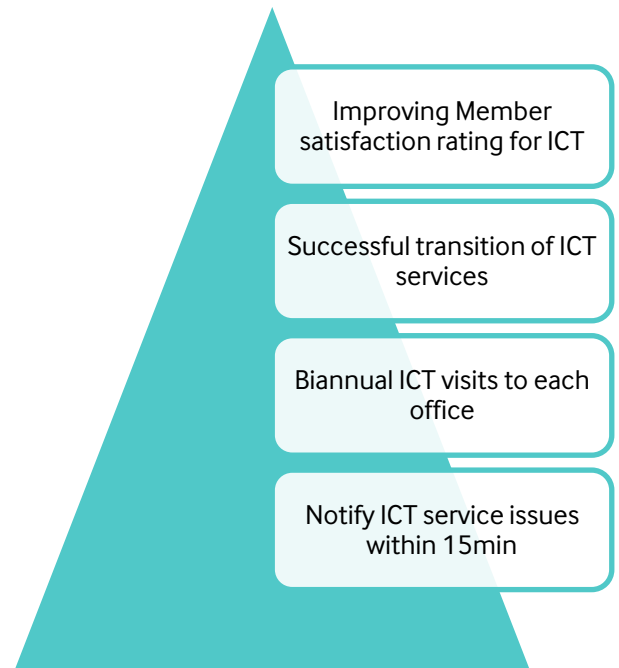 Improving Member
satisfaction rating for ICT
Successful transition of ICT
services
Biannual ICT visits to each
office
Notify ICT service issues
within 15min